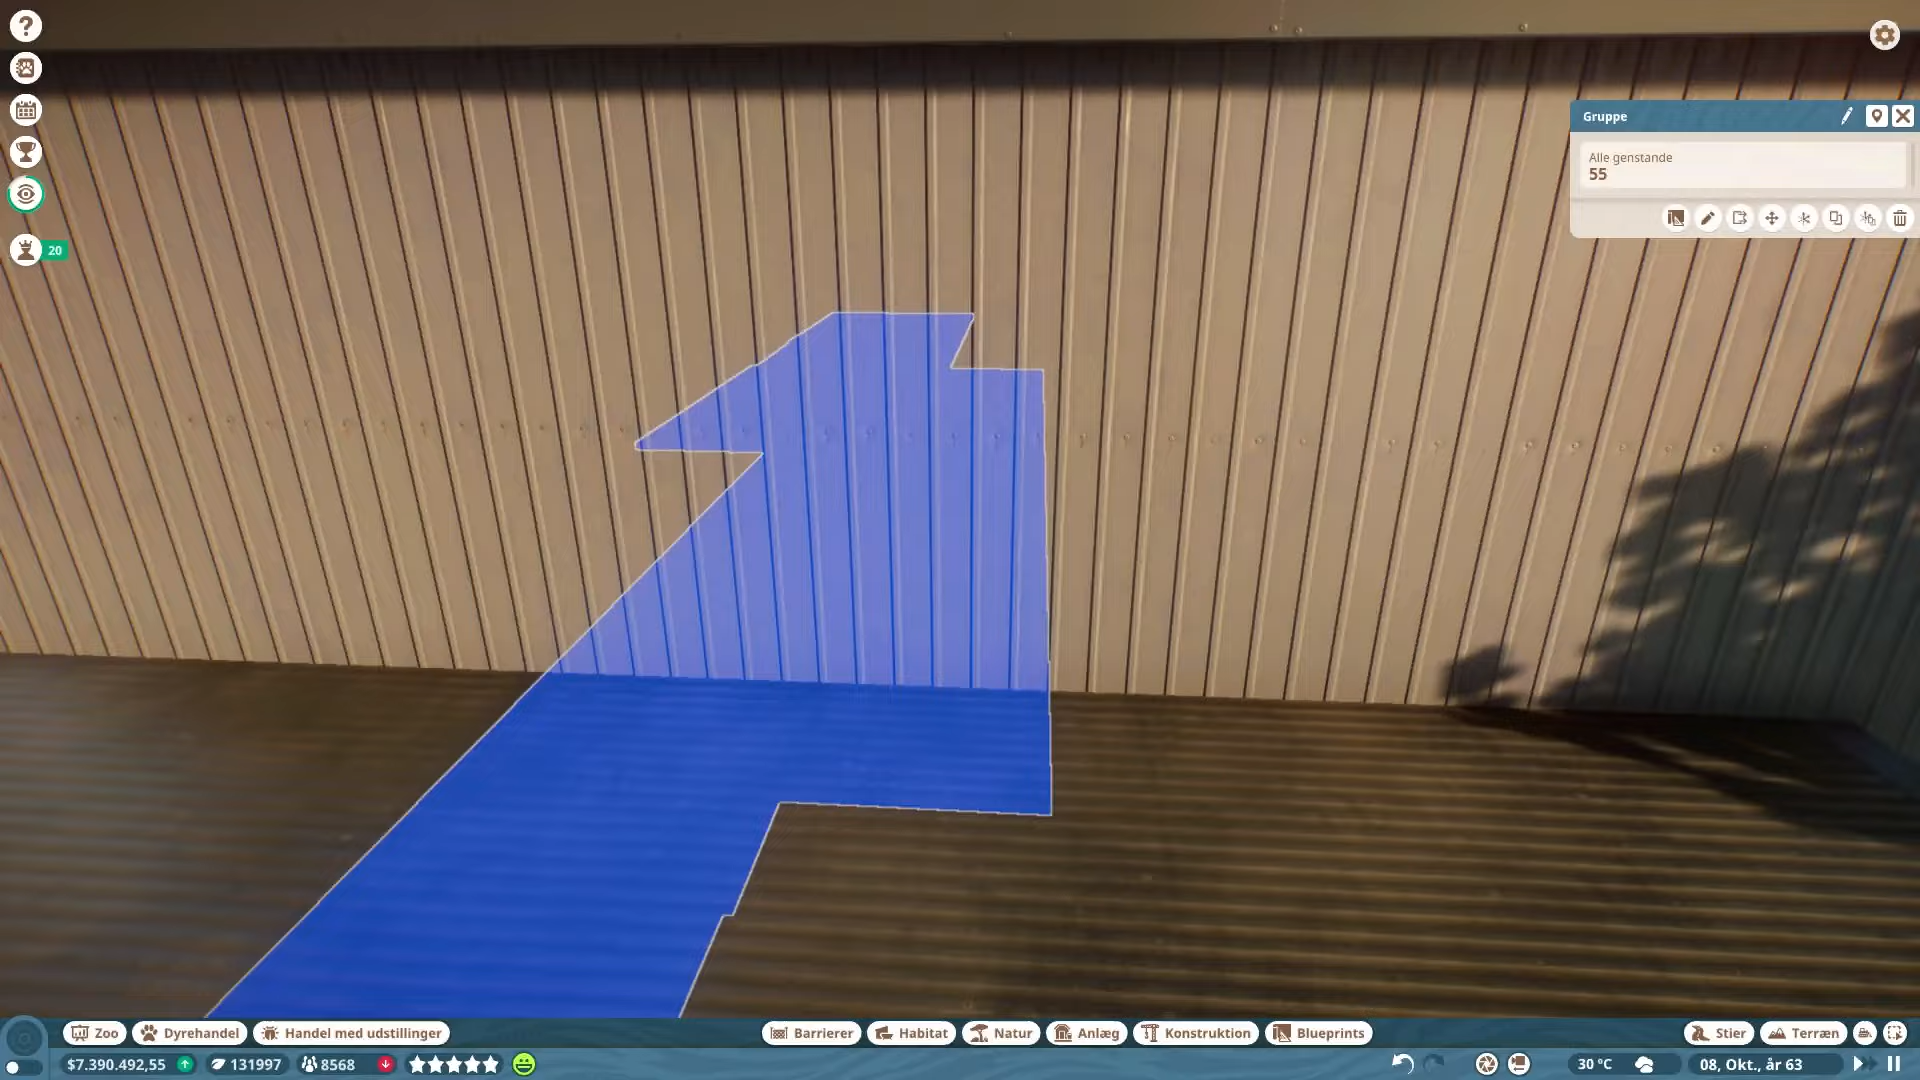 ?
Gruppe
Alle genstande
55
20
Zoo
Dyrehandel
Handel med udstillinger
Barrierer
Habitat
Natur
Anlæg
Konstruktion
Blueprints
Stier
Terræn
$7.390.492,55
131997
8568
30 °C
08, Okt., år 63